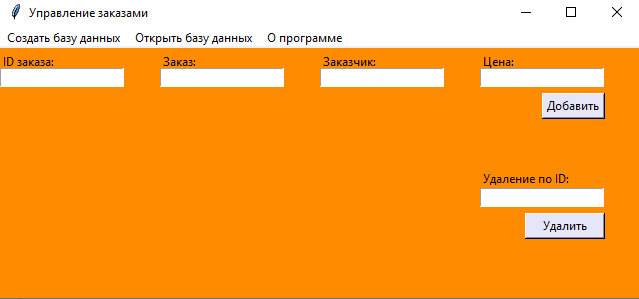 Управление заказами
Создать базу данных Открыть базу данных О программе
ID заказа: Заказ: Заказчик: Цена:
Добавить
Удаление по ID:
Удалить